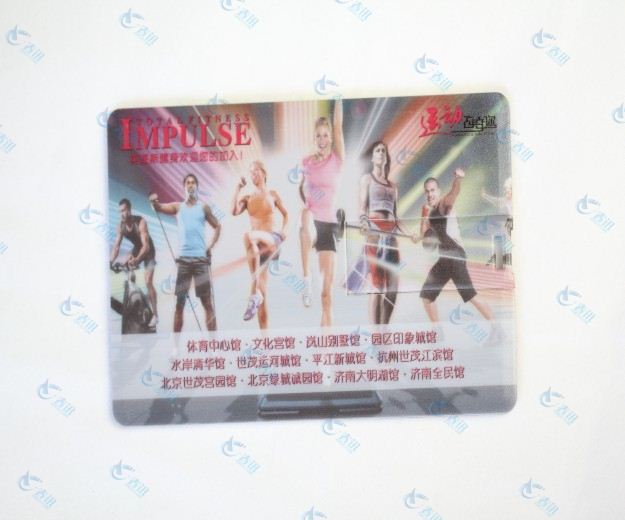 TOTAL FITNESS
IMPULSE
运动
体育中心馆·文化宫馆·岚山别墅馆·园区印象城馆
水岸清华馆·世茂运河城馆·平江新城馆·杭州世茂江滨馆
北京世茂宫园馆·北京绿城诚园馆·济南大明湖馆·济南全民馆